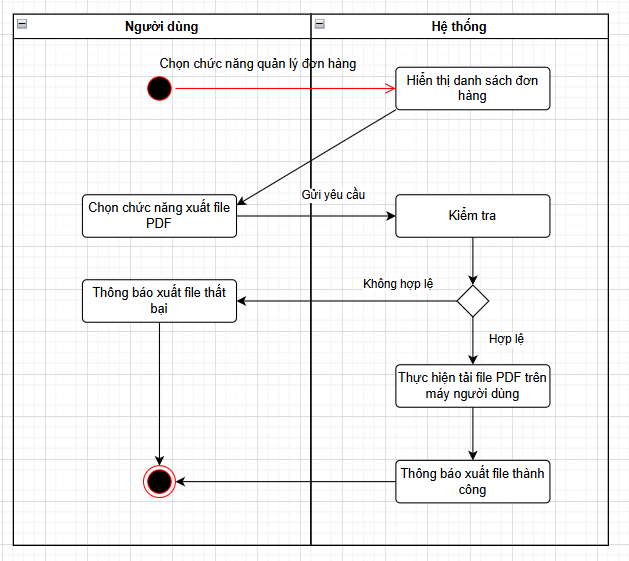 Người dùng
Hệ thống
Chọn chức năng quản lý đơn hàng
Hiển thị danh sách đơn
hàng
Chọn chức năng xuất file
PDF
Gửi yêu cầu
Kiểm tra
Thông báo xuất file thất
bại
Không hợp lệ
Hợp lệ
Thực hiện tải file PDF trên
máy người dùng
Thông báo xuất file thành
công